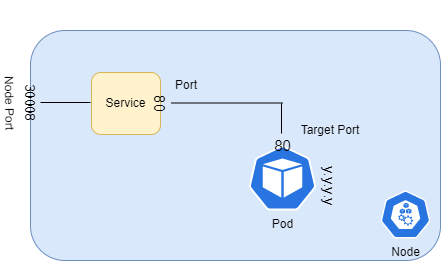 Node Port
30008
Service
80
Port
Target Port
80
y.y.y.y
Pod
Node